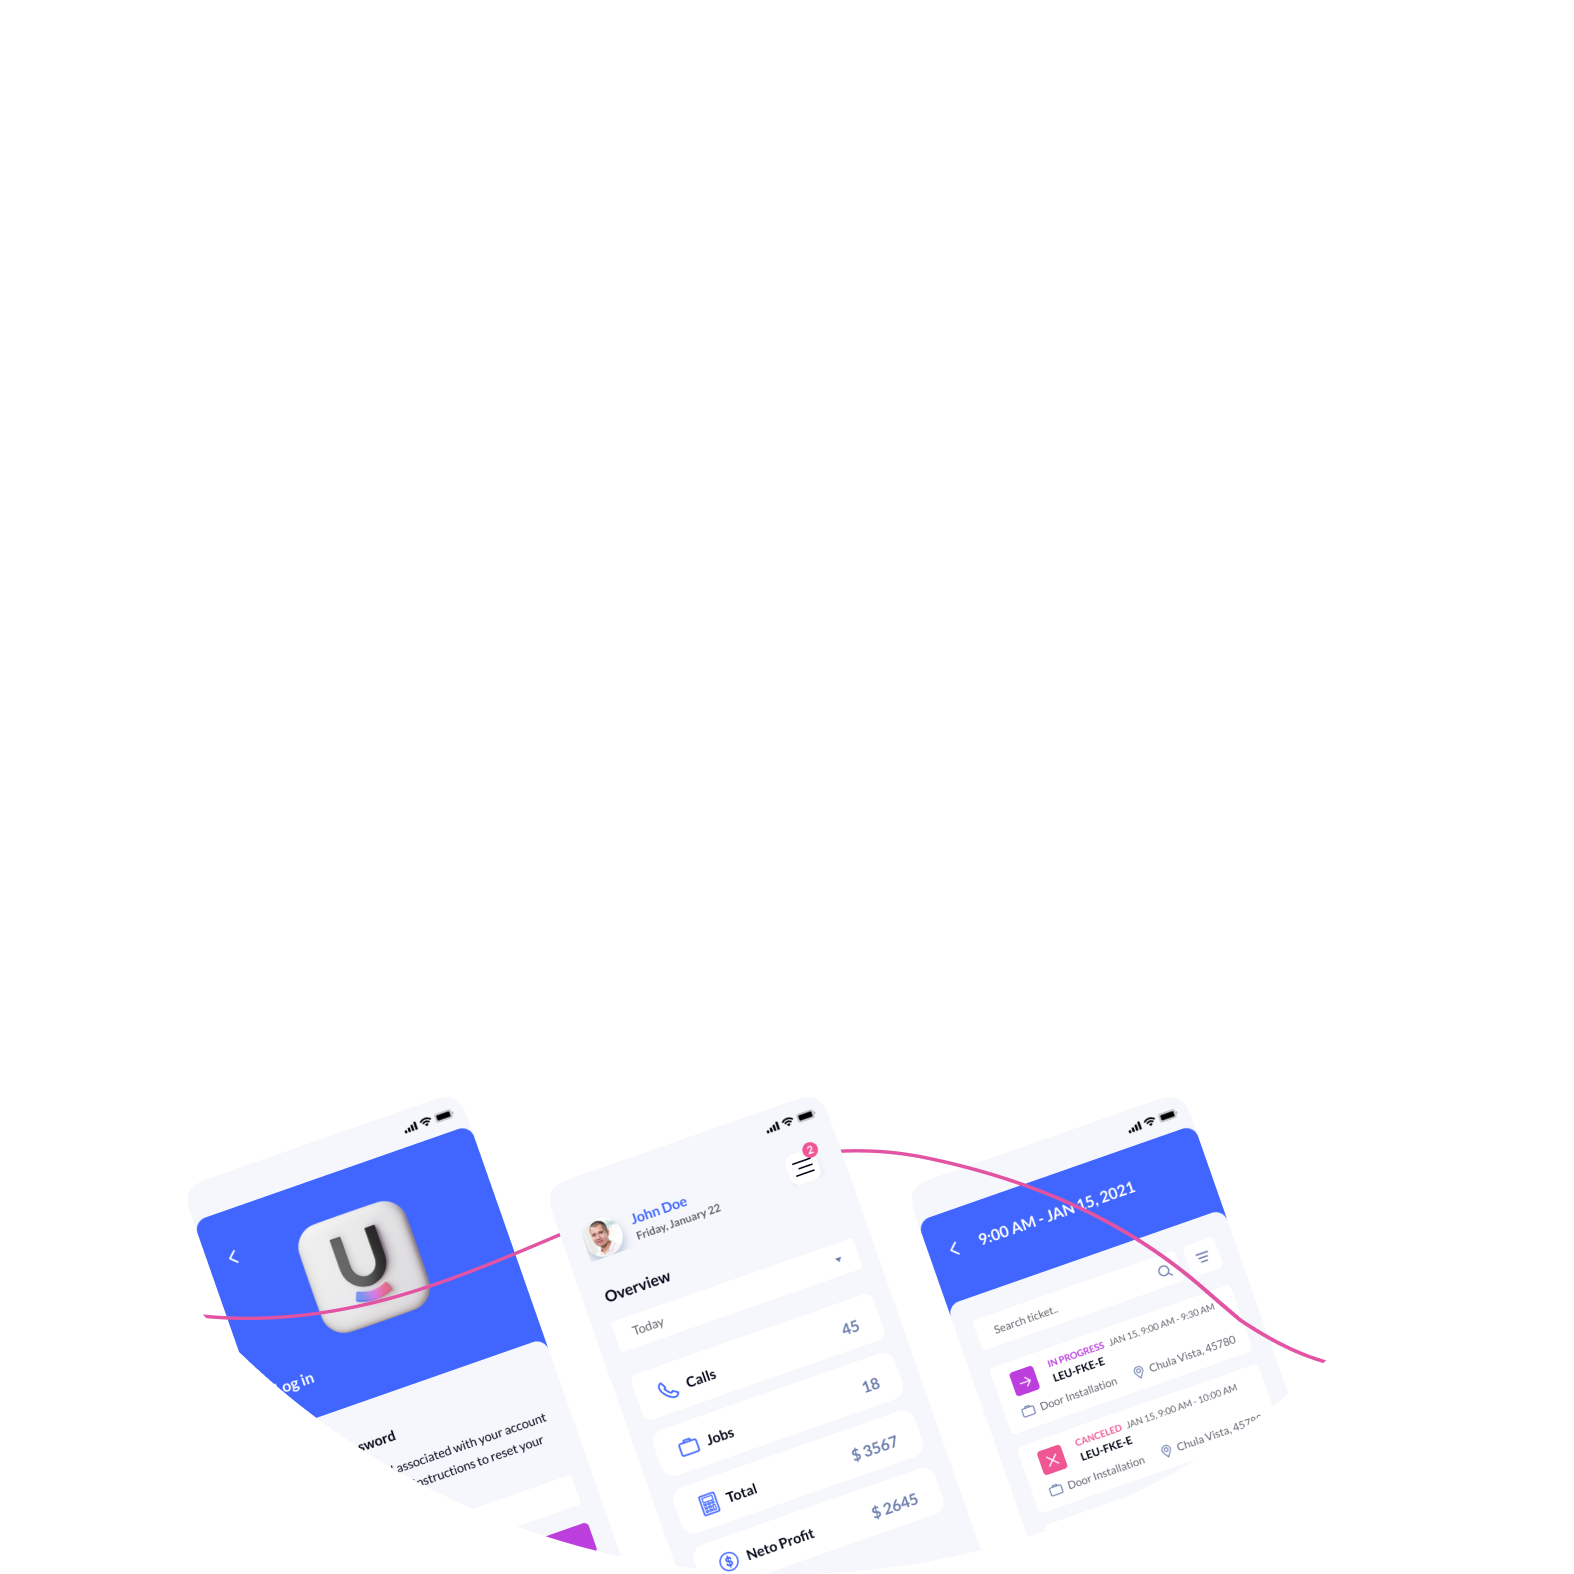 U
Log in
sword
associated with your account
instructions to reset your
2
John Doe
Friday, January 22
Overview
Today
Calls 45
Jobs 18
Total $ 3567
Neto Profit $ 2645
9:00 AM - JAN 15, 2021
Search ticket..
IN PROGRESS JAN 15, 9:00 AM - 9:30 AM
LEU-FKE-E
Door Installation Chula Vista, 45780
CANCELED JAN 15, 9:00 AM - 10:00 AM
LEU-FKE-E
Door Installation Chula Vista, 45780